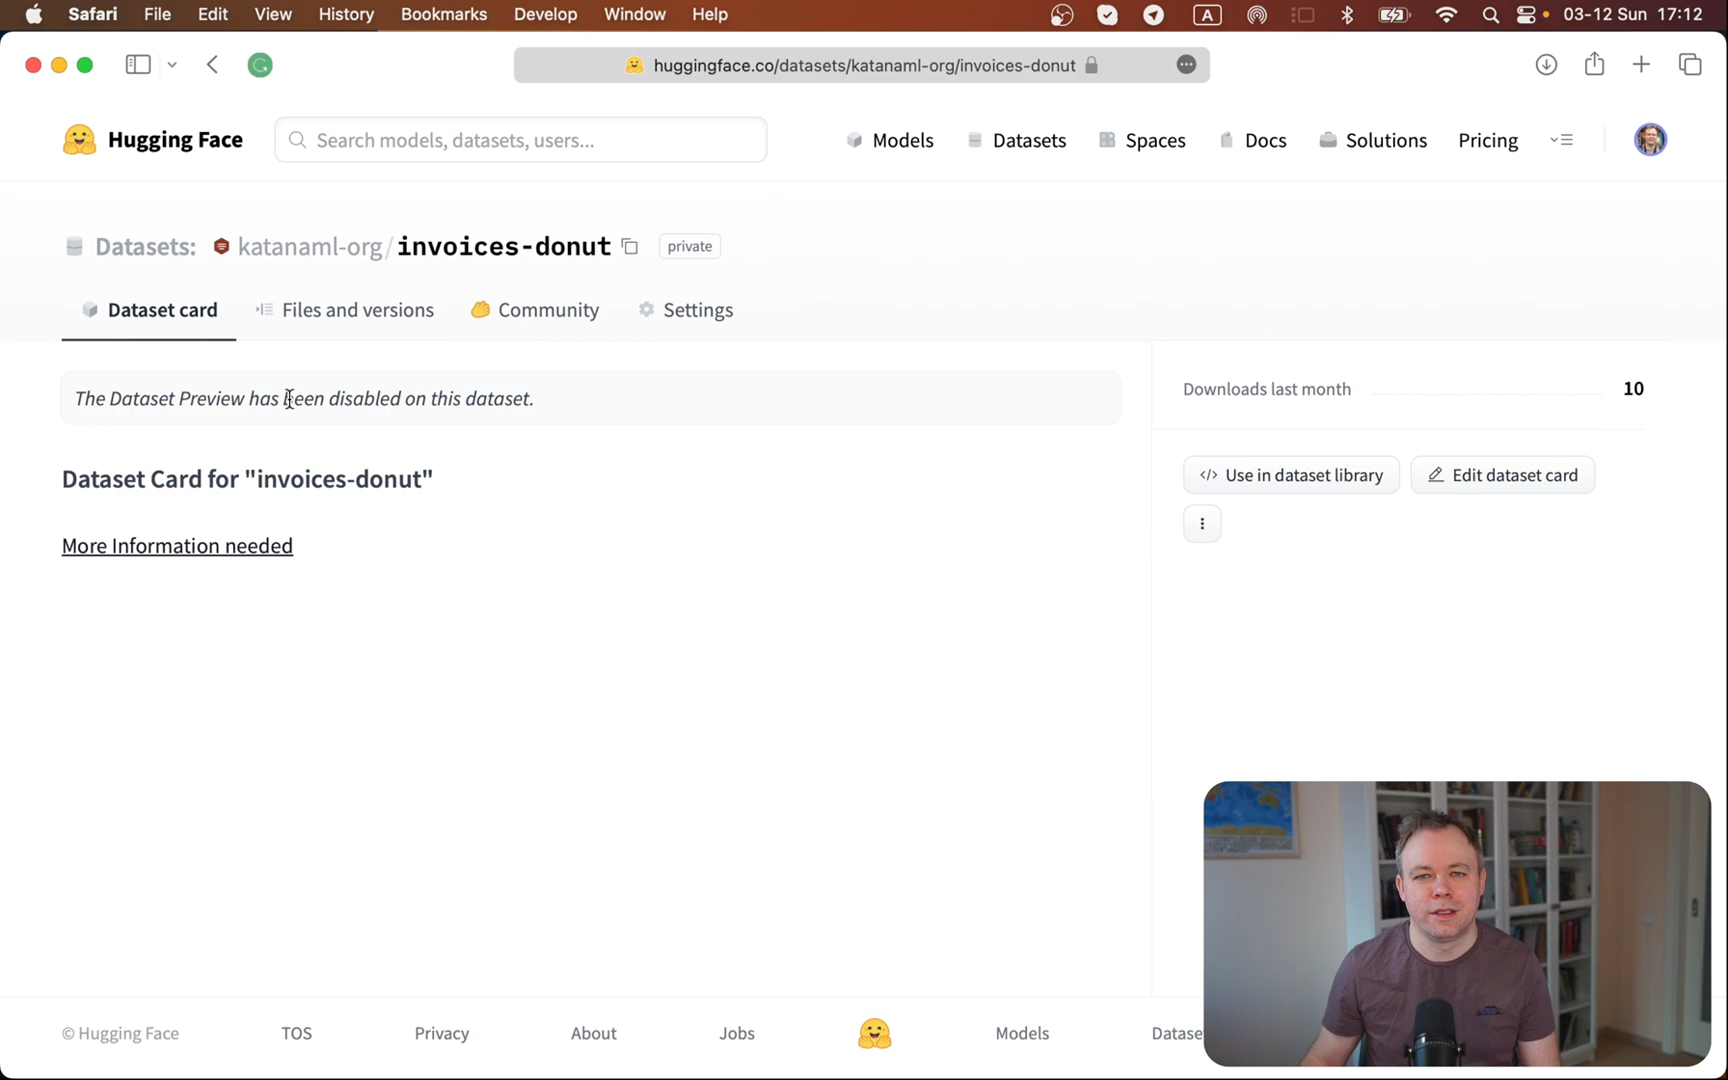 Safari File Edit View History Bookmarks Develop Window Help A 03-12 Sun 17:12
huggingface.co/datasets/katanaml-org/invoices-donut
Hugging Face Search models, datasets, users... Models Datasets Spaces Docs Solutions Pricing
Datasets: katanaml-org/invoices-donut private
Dataset card Files and versions Community Settings
The Dataset Preview has been disabled on this dataset.
Downloads last month 10
Dataset Card for "invoices-donut"
</> Use in dataset library Edit dataset card
More Information needed
© Hugging Face TOS Privacy About Jobs Models Datase